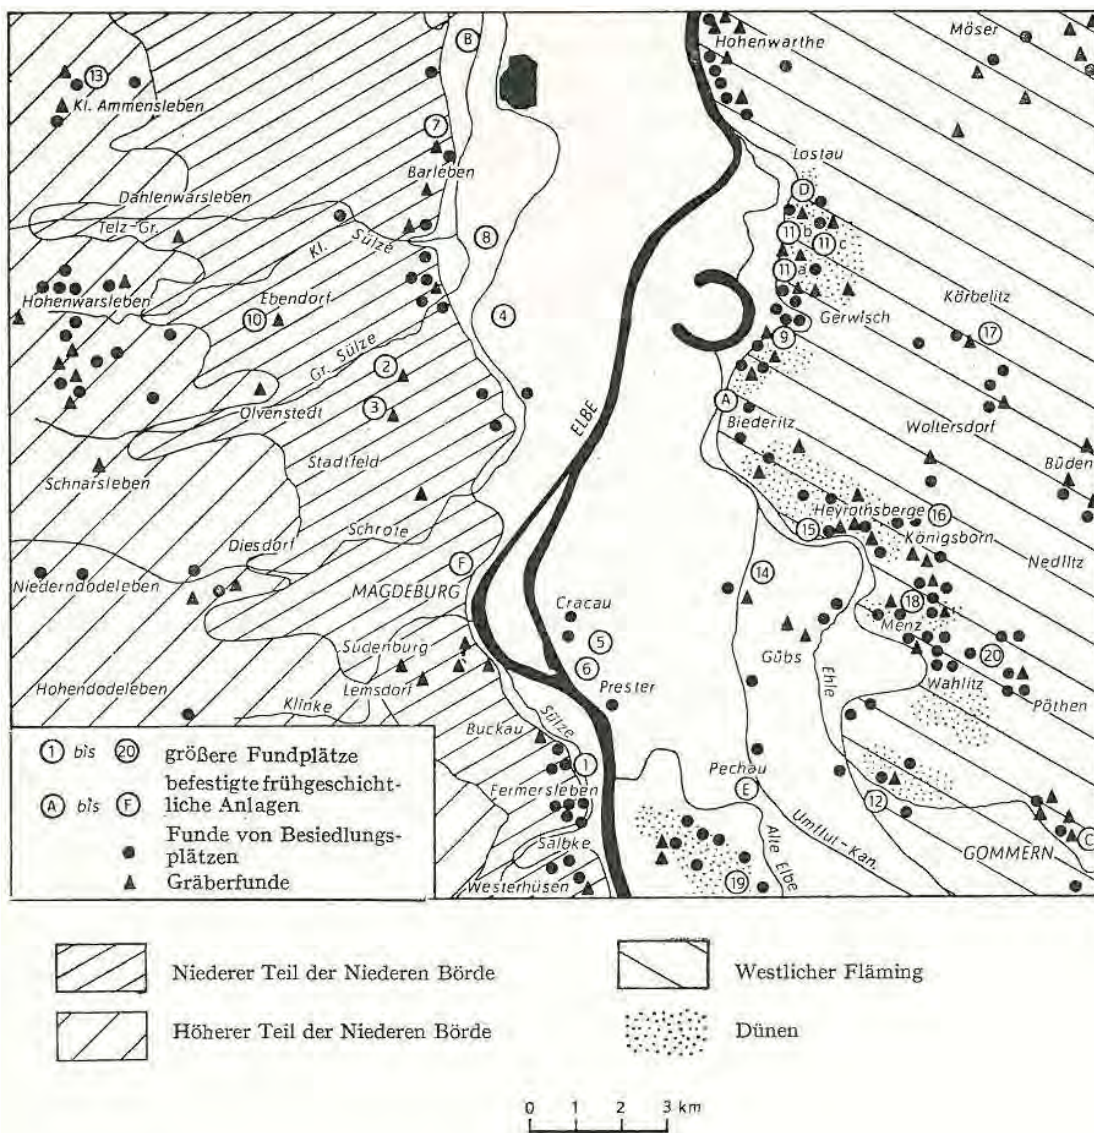 B
Hohenwarthe
Möser
13
Kl. Ammensleben
7
Barleben
Lostau
D
Dahlenwarsleben
Telz-Gr.
Kl. Sülze
8
11 b
11 c
11 a
Hohenwarsleben
Ebendorf
10
4
Körbelitz
Gerwisch
17
9
Gr. Sülze
2
3
Olvenstedt
ELBE
A
Biederitz
Woltersdorf
Stadtfeld
Büden
Schnarsleben
Schrote
Heyrothsberge
16
15
Königsborn
Diesdorf
Nedlitz
F
14
Niederndodeleben
MAGDEBURG
Cracau
18
Menz
5
Sudenburg
6
Gübs
Ehle
20
Hohendodeleben
Lemsdorf
Klinke
Prester
Wahlitz
Pöthen
Sülze
Buckau
1
Fermersleben
Pechau
E
12
Salbke
Alte Elbe
Umflut-Kan.
GOMMERN
C
Westerhüsen
19
1 bis 20 größere Fundplätze
befestigte frühgeschicht-
A bis F liche Anlagen
Funde von Besiedlungs-
plätzen
Gräberfunde
Niederer Teil der Niederen Börde
Westlicher Fläming
Höherer Teil der Niederen Börde
Dünen
0 1 2 3 km